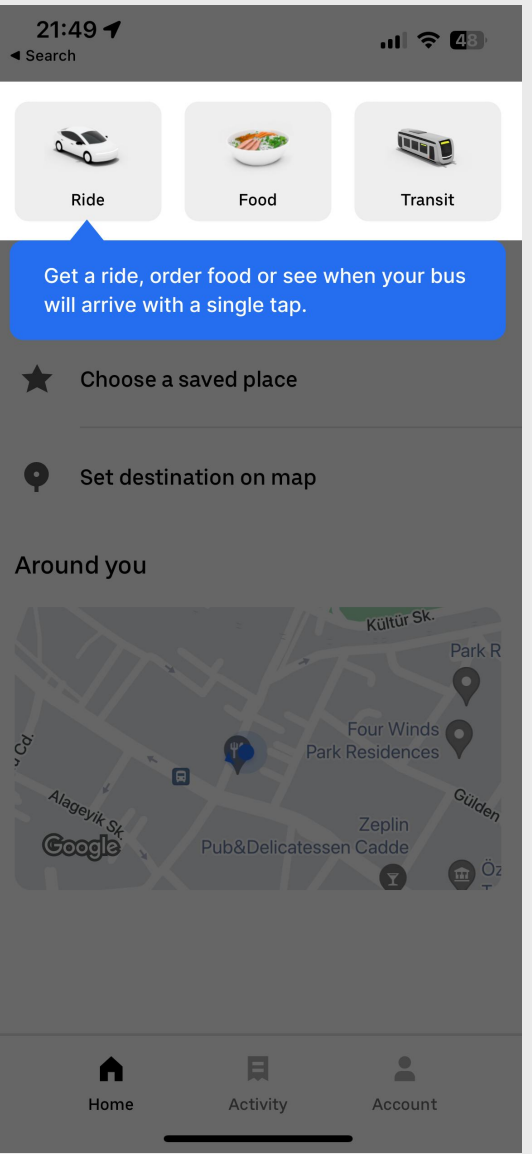 21:49
48
Search
Ride
Food
Transit
Get a ride, order food or see when your bus
will arrive with a single tap.
Choose a saved place
Set destination on map
Around you
Kültür Sk.
Park R
Four Winds
Park Residences
Cd.
Alageyik Sk.
Gülden
Zeplin
Pub&Delicatessen Cadde
Google
Öz
Home
Activity
Account